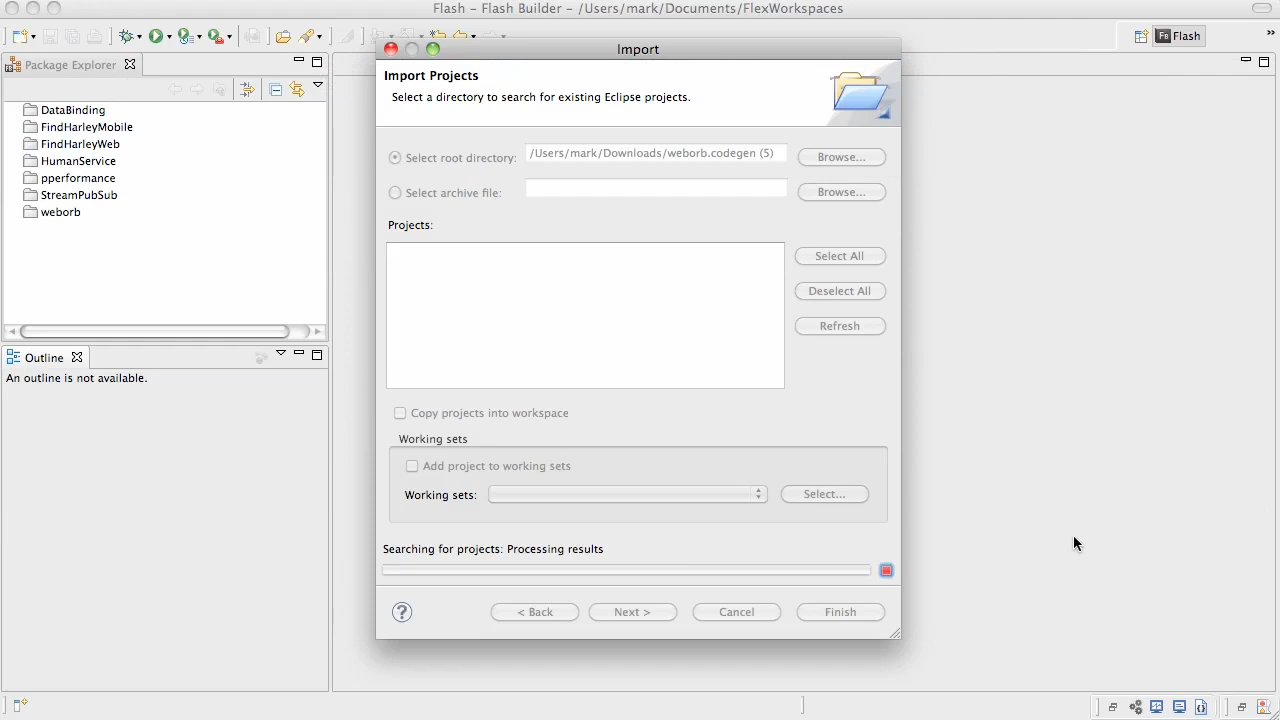 Flash - Flash Builder - /Users/mark/Documents/FlexWorkspaces
Fs Flash
Package Explorer
DataBinding
FindHarleyMobile
FindHarleyWeb
HumanService
pperformance
StreamPubSub
weborb
Outline
An outline is not available.
Import
Import Projects
Select a directory to search for existing Eclipse projects.
Select root directory: /Users/mark/Downloads/weborb.codegen (5) Browse...
Select archive file: Browse...
Projects:
Select All
Deselect All
Refresh
Copy projects into workspace
Working sets
Add project to working sets
Working sets: Select...
Searching for projects: Processing results
? < Back Next > Cancel Finish